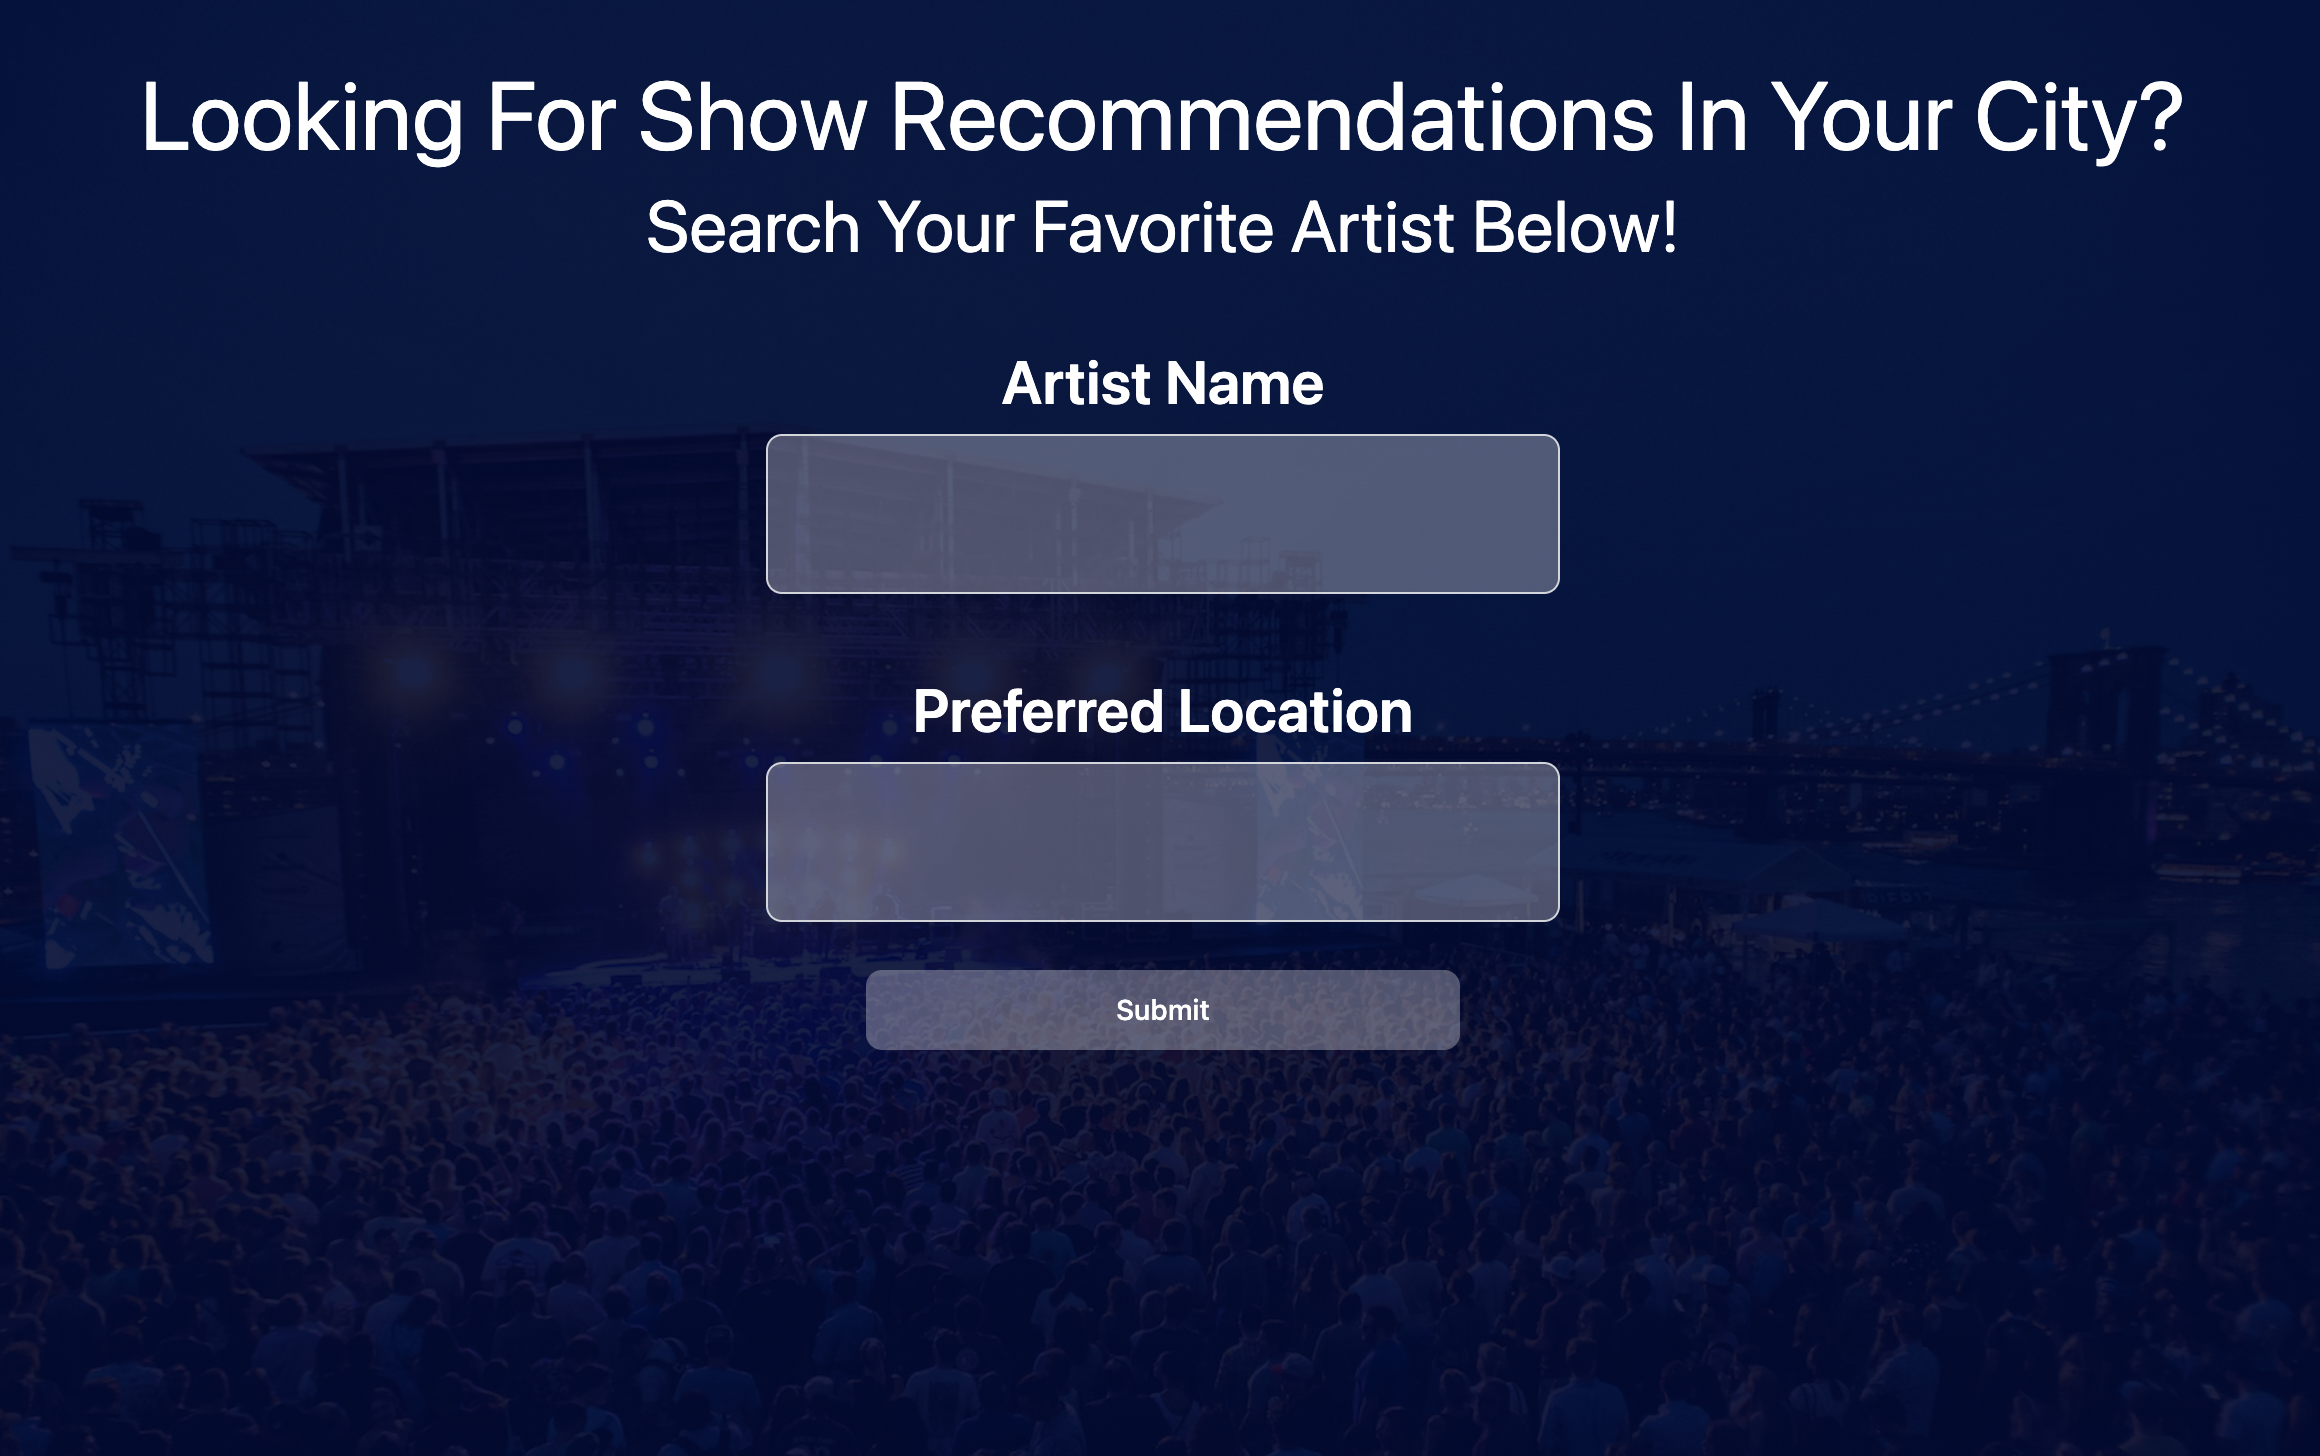 Looking For Show Recommendations In Your City?
Search Your Favorite Artist Below!
Artist Name
Preferred Location
Submit